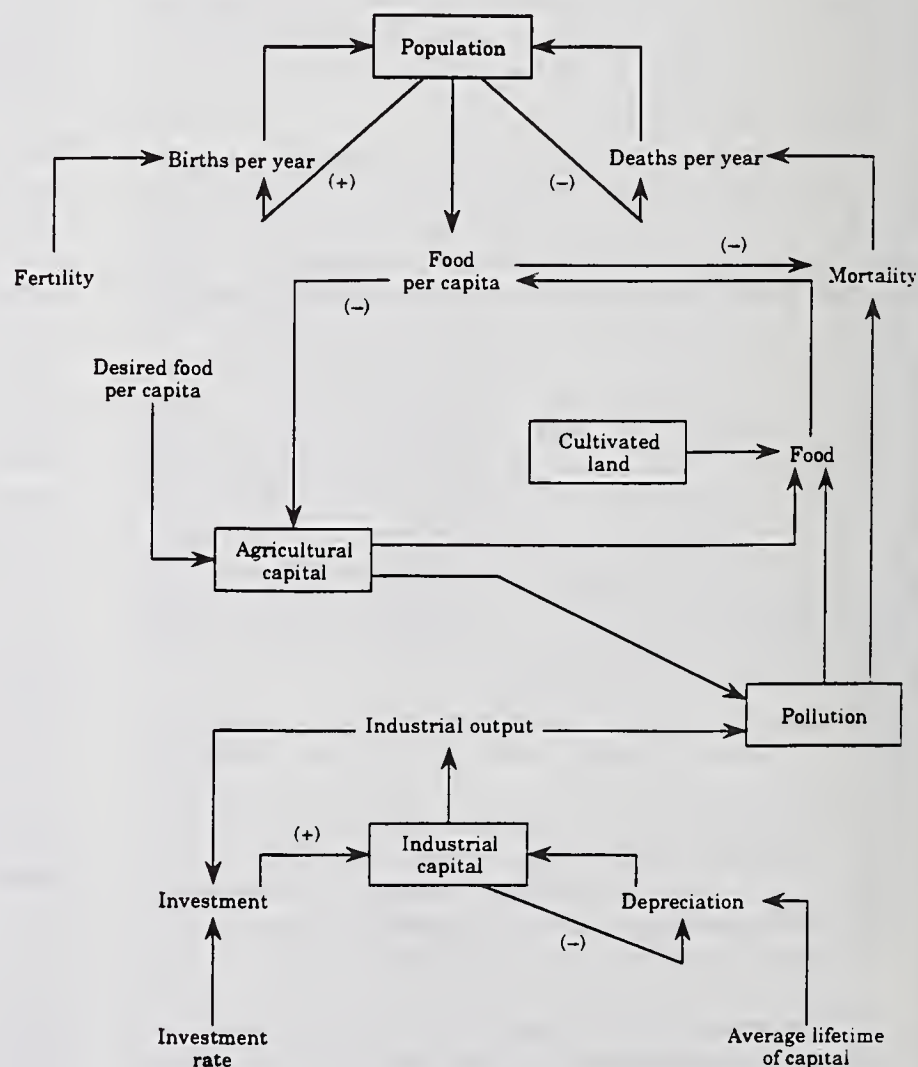 Population
Births per year
(+)
(−)
Deaths per year
Fertility
Food
per capita
(−)
(−)
Mortality
Desired food
per capita
Cultivated
land
Food
Agricultural
capital
Pollution
Industrial output
(+)
Industrial
capital
Investment
(−)
Depreciation
Investment
rate
Average lifetime
of capital